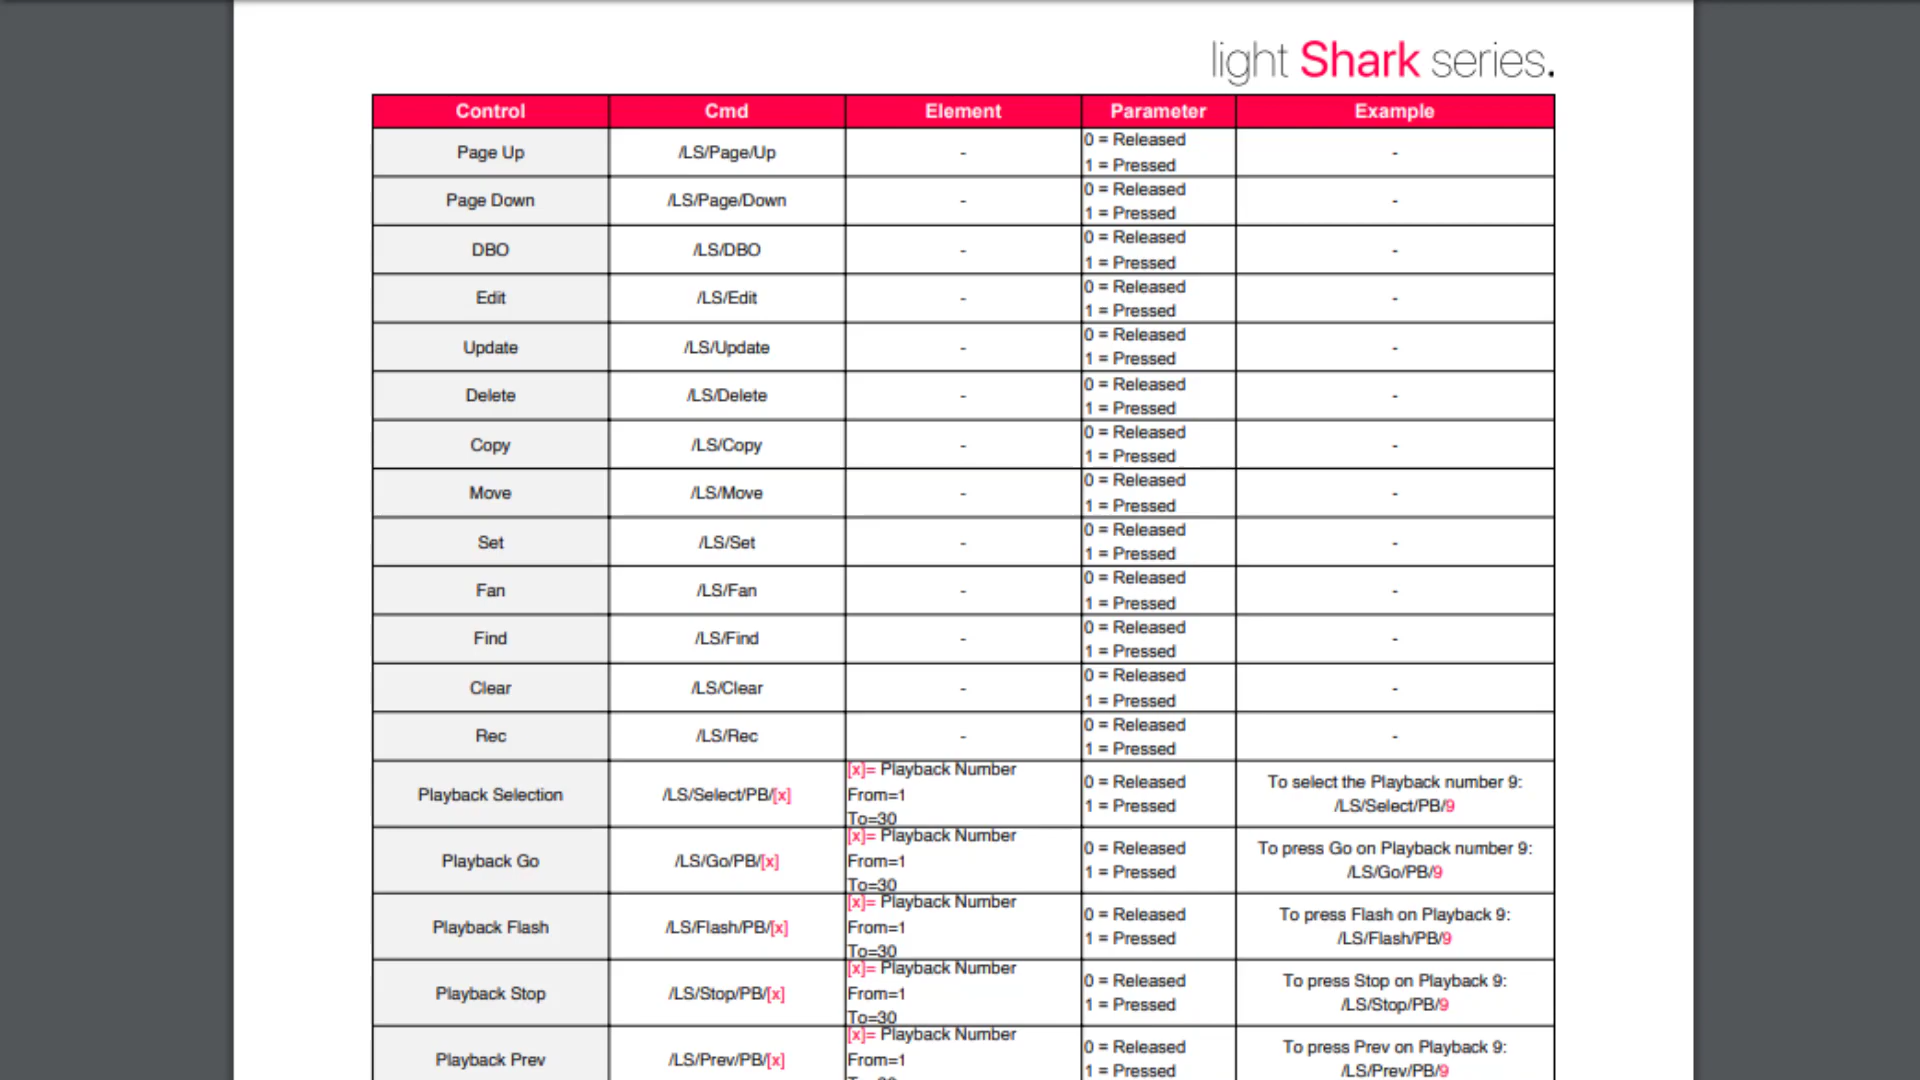 light Shark series.
Control Cmd Element Parameter Example
Page Up /LS/Page/Up - 0 = Released
1 = Pressed -
Page Down /LS/Page/Down - 0 = Released
1 = Pressed -
DBO /LS/DBO - 0 = Released
1 = Pressed -
Edit /LS/Edit - 0 = Released
1 = Pressed -
Update /LS/Update - 0 = Released
1 = Pressed -
Delete /LS/Delete - 0 = Released
1 = Pressed -
Copy /LS/Copy - 0 = Released
1 = Pressed -
Move /LS/Move - 0 = Released
1 = Pressed -
Set /LS/Set - 0 = Released
1 = Pressed -
Fan /LS/Fan - 0 = Released
1 = Pressed -
Find /LS/Find - 0 = Released
1 = Pressed -
Clear /LS/Clear - 0 = Released
1 = Pressed -
Rec /LS/Rec - 0 = Released
1 = Pressed -
Playback Selection /LS/Select/PB/[x] [x]= Playback Number
From=1
To=30
0 = Released
1 = Pressed
To select the Playback number 9:
/LS/Select/PB/9
Playback Go /LS/Go/PB/[x] [x]= Playback Number
From=1
To=30
0 = Released
1 = Pressed
To press Go on Playback number 9:
/LS/Go/PB/9
Playback Flash /LS/Flash/PB/[x] [x]= Playback Number
From=1
To=30
0 = Released
1 = Pressed
To press Flash on Playback 9:
/LS/Flash/PB/9
Playback Stop /LS/Stop/PB/[x] [x]= Playback Number
From=1
To=30
0 = Released
1 = Pressed
To press Stop on Playback 9:
/LS/Stop/PB/9
Playback Prev /LS/Prev/PB/[x] [x]= Playback Number
From=1
0 = Released
1 = Pressed
To press Prev on Playback 9:
/LS/Prev/PB/9